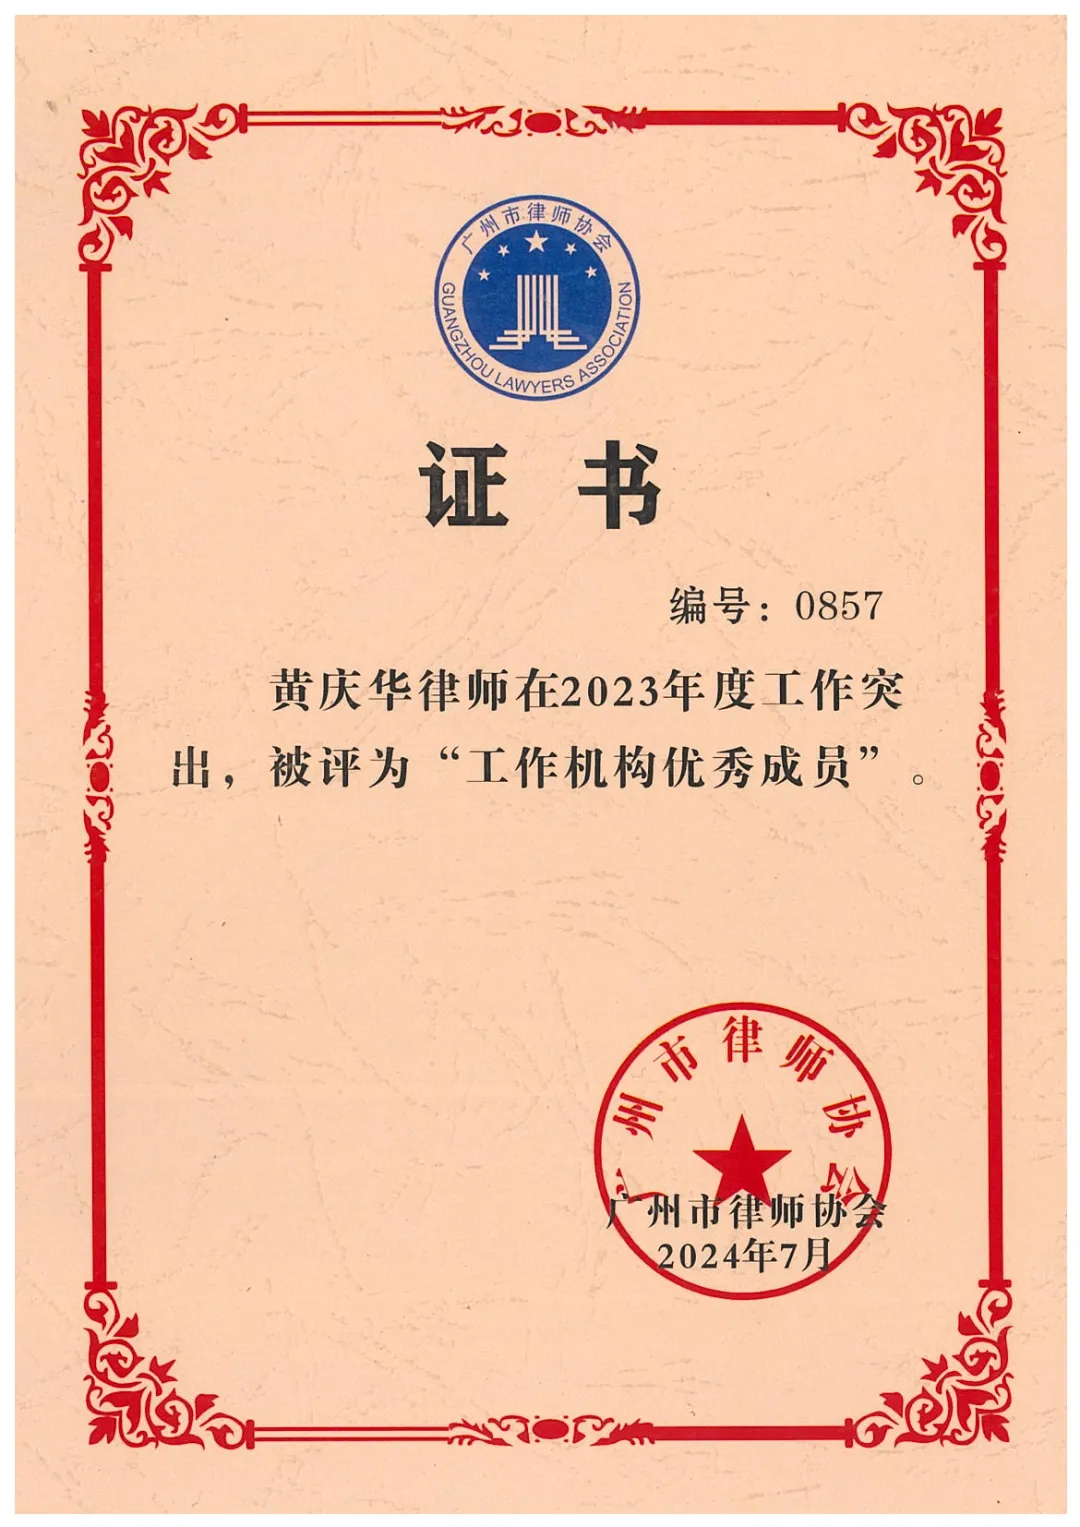 广州市律师协会
GUANGZHOU LAWYERS ASSOCIATION
证 书
编号：0857
黄庆华律师在2023年度工作突
出，被评为“工作机构优秀成员”。
广州市律师协会
广州市律师协会
2024年7月